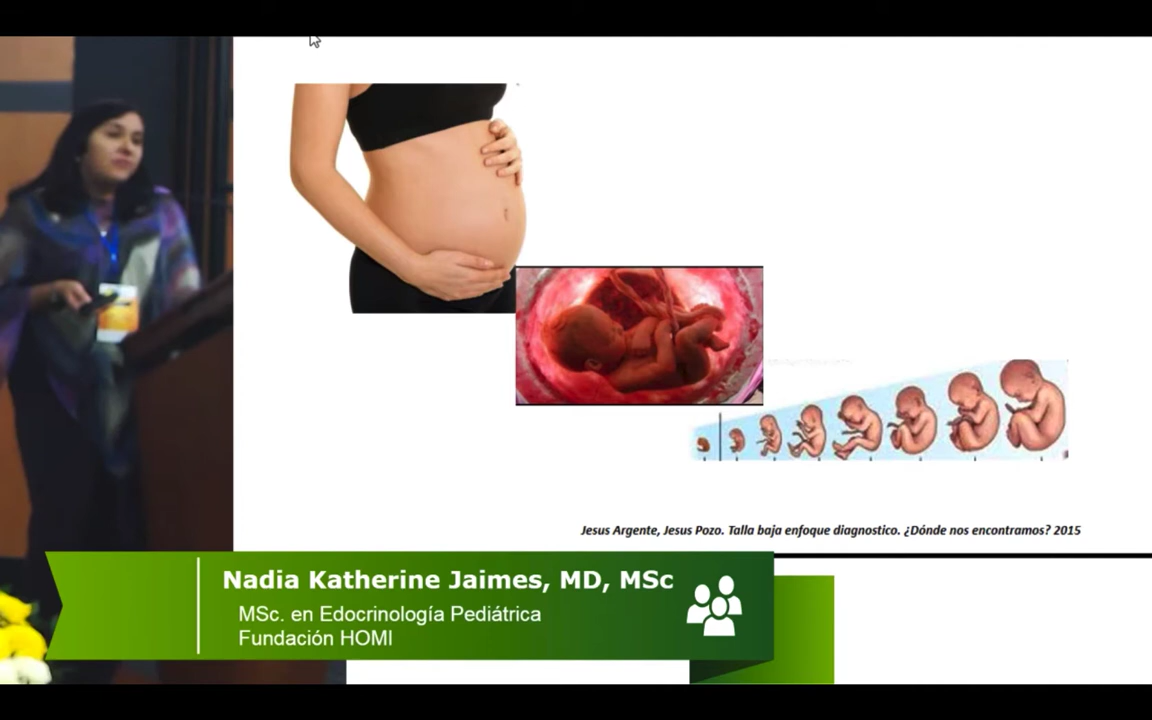 Jesus Argente, Jesus Pozo. Talla baja enfoque diagnostico. ¿Dónde nos encontramos? 2015
Nadia Katherine Jaimes, MD, MSc
MSc. en Edocrinología Pediátrica
Fundación HOMI